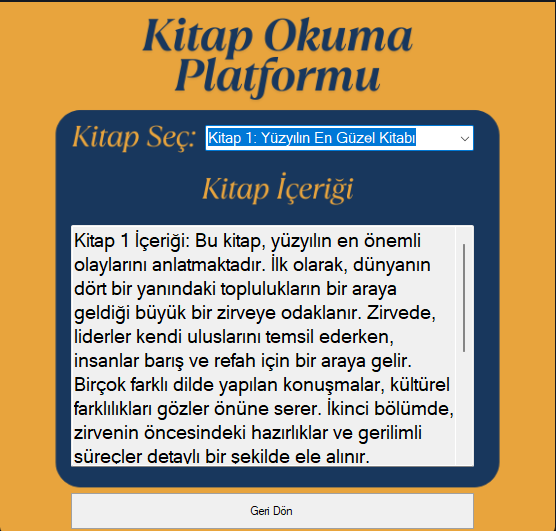 Kitap Okuma
Platformu
Kitap Seç:
Kitap 1: Yüzyılın En Güzel Kitabı
Kitap İçeriği
Kitap 1 İçeriği: Bu kitap, yüzyılın en önemli
olaylarını anlatmaktadır. İlk olarak, dünyanın
dört bir yanındaki toplulukların bir araya
geldiği büyük bir zirveye odaklanır. Zirvede,
liderler kendi uluslarını temsil ederken,
insanlar barış ve refah için bir araya gelir.
Birçok farklı dilde yapılan konuşmalar, kültürel
farklılıkları gözler önüne serer. İkinci bölümde,
zirvenin öncesindeki hazırlıklar ve gerilimli
süreçler detaylı bir şekilde ele alınır.
Geri Dön